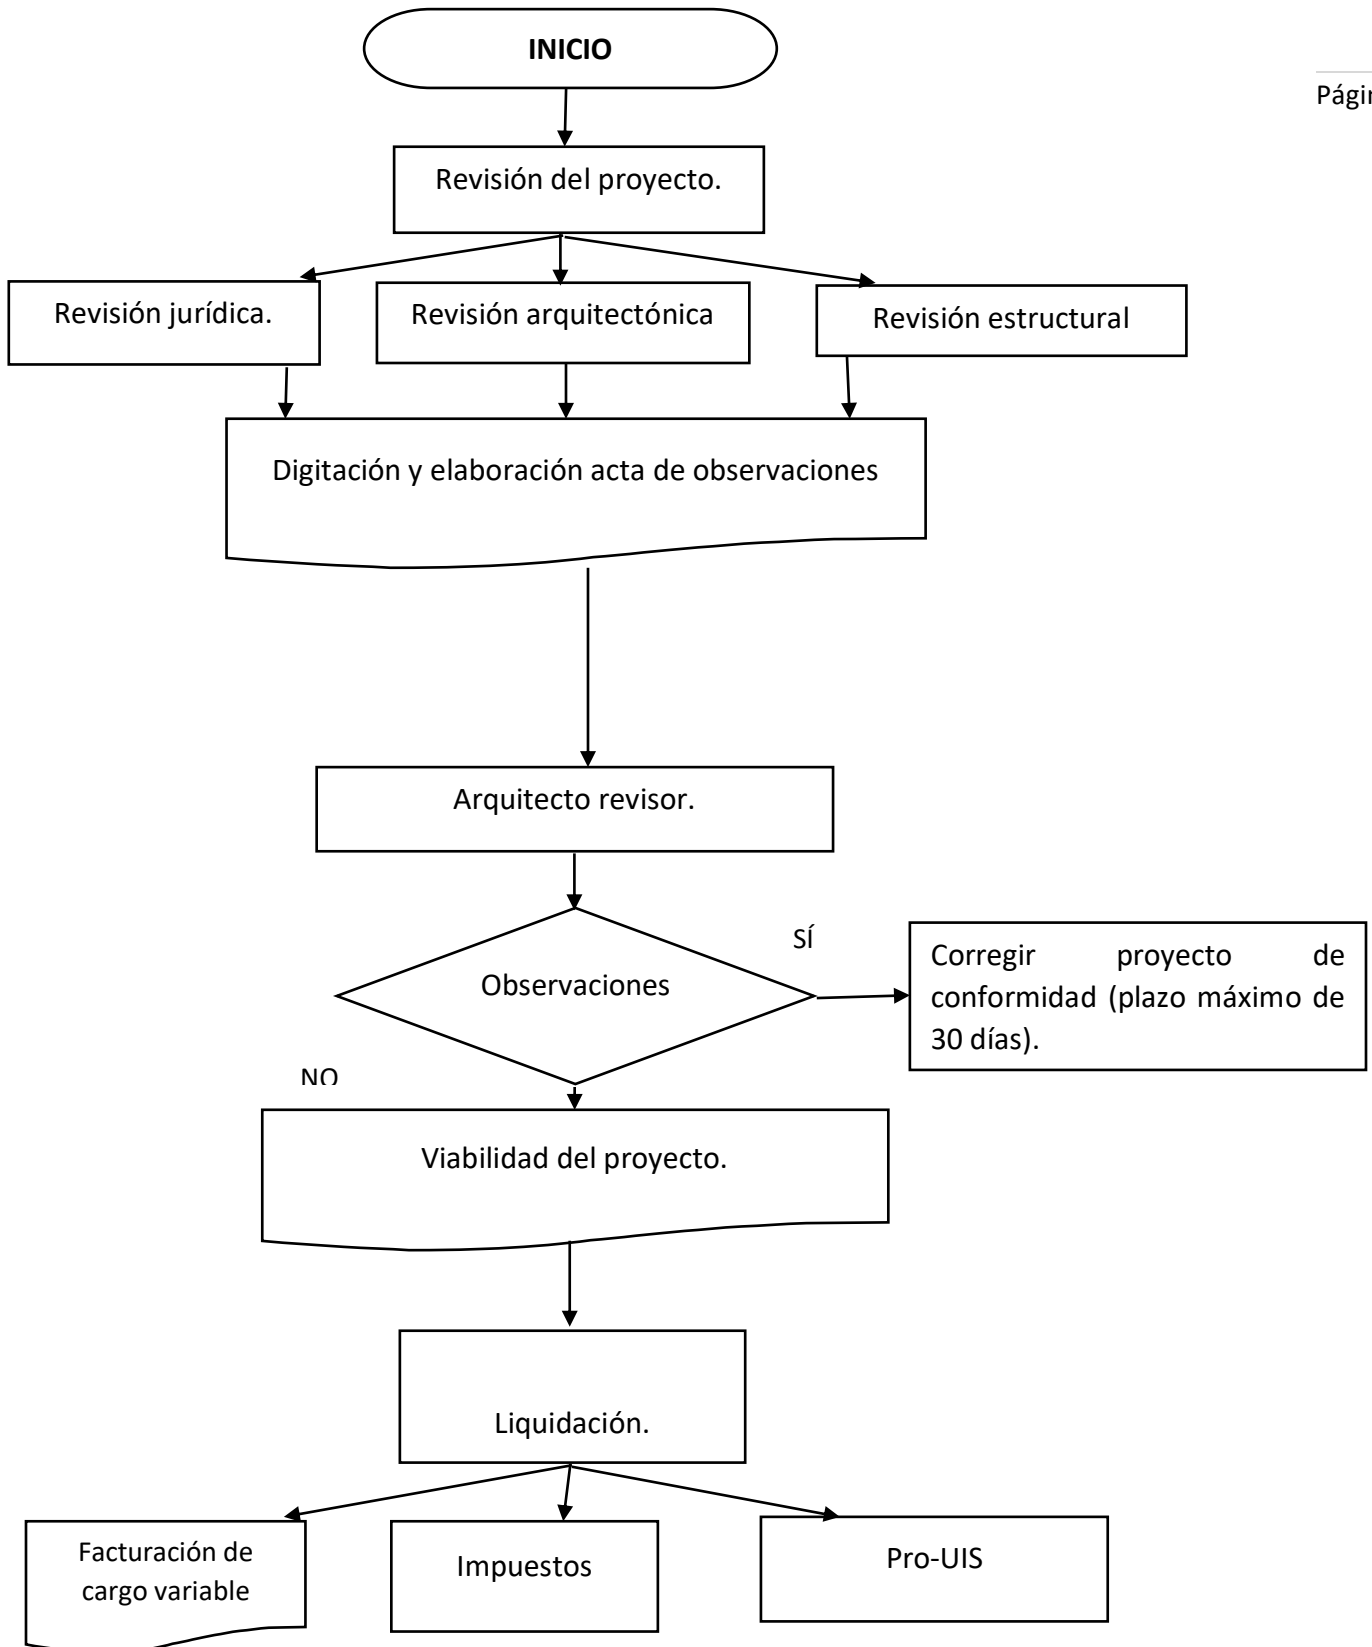 INICIO
Págin
Revisión del proyecto.
Revisión jurídica.
Revisión arquitectónica
Revisión estructural
Digitación y elaboración acta de observaciones
Arquitecto revisor.
SÍ
Observaciones
Corregir proyecto de
conformidad (plazo máximo de
30 días).
NO
Viabilidad del proyecto.
Liquidación.
Facturación de
cargo variable
Impuestos
Pro-UIS